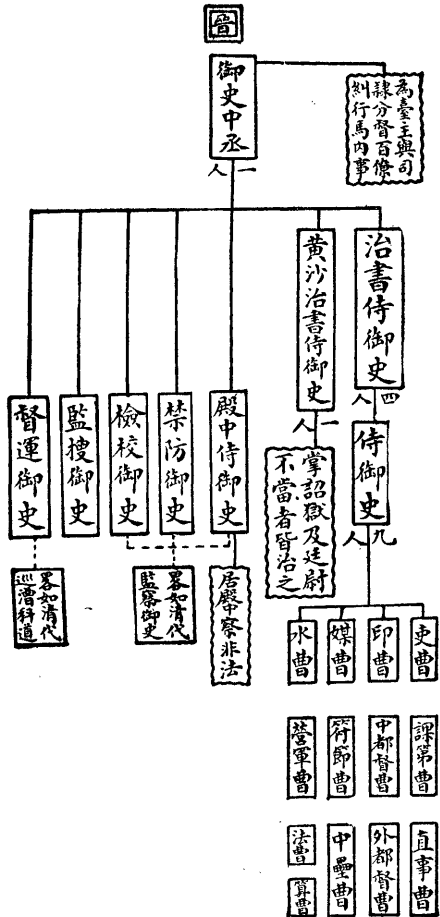 晉
御史中丞
一人
為臺主與司
隸分督百僚
糾行馬內事
治書侍御史
四人
黃沙治書侍御史
一人
殿中侍御史
禁防御史
檢校御史
監搜御史
督運御史
侍御史
九人
掌詔獄及廷尉
不當者皆治之
居殿中察非法
畧如清代
監察御史
畧如清代
巡漕科道
吏曹
印曹
媒曹
水曹
課第曹
中都督曹
符節曹
營軍曹
直事曹
外都督曹
中壘曹
法曹
算曹